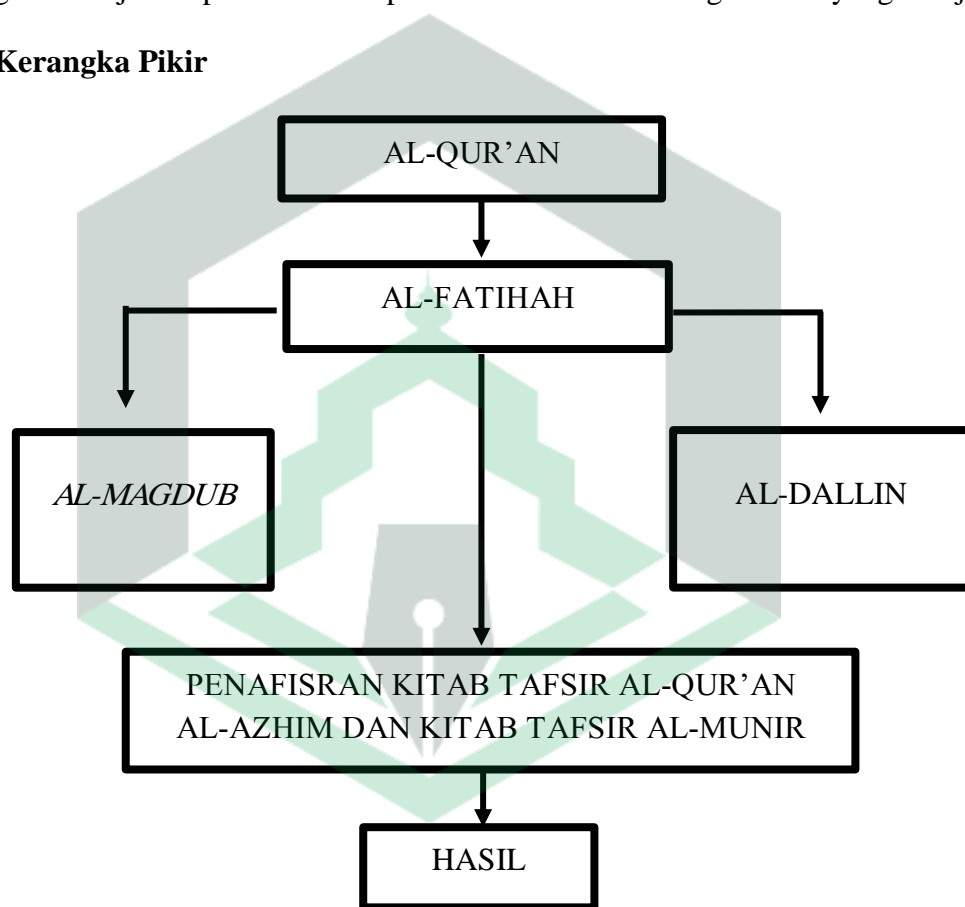 Kerangka Pikir
AL-QUR’AN
AL-FATIHAH
AL-MAGDUB
AL-DALLIN
PENAFISRAN KITAB TAFSIR AL-QUR’AN
AL-AZHIM DAN KITAB TAFSIR AL-MUNIR
HASIL